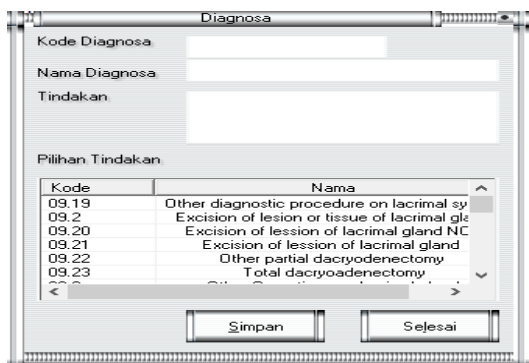 Diagnosa
Kode Diagnosa
Nama Diagnosa
Tindakan
Pilihan Tindakan
Kode Nama
09.19 Other diagnostic procedure on lacrimal sy
09.2 Excision of lesion or tissue of lacrimal gla
09.20 Excision of lession of lacrimal gland NO
09.21 Excision of lession of lacrimal gland
09.22 Other partial dacryodenectomy
09.23 Total dacryoadenectomy
Simpan Selesai